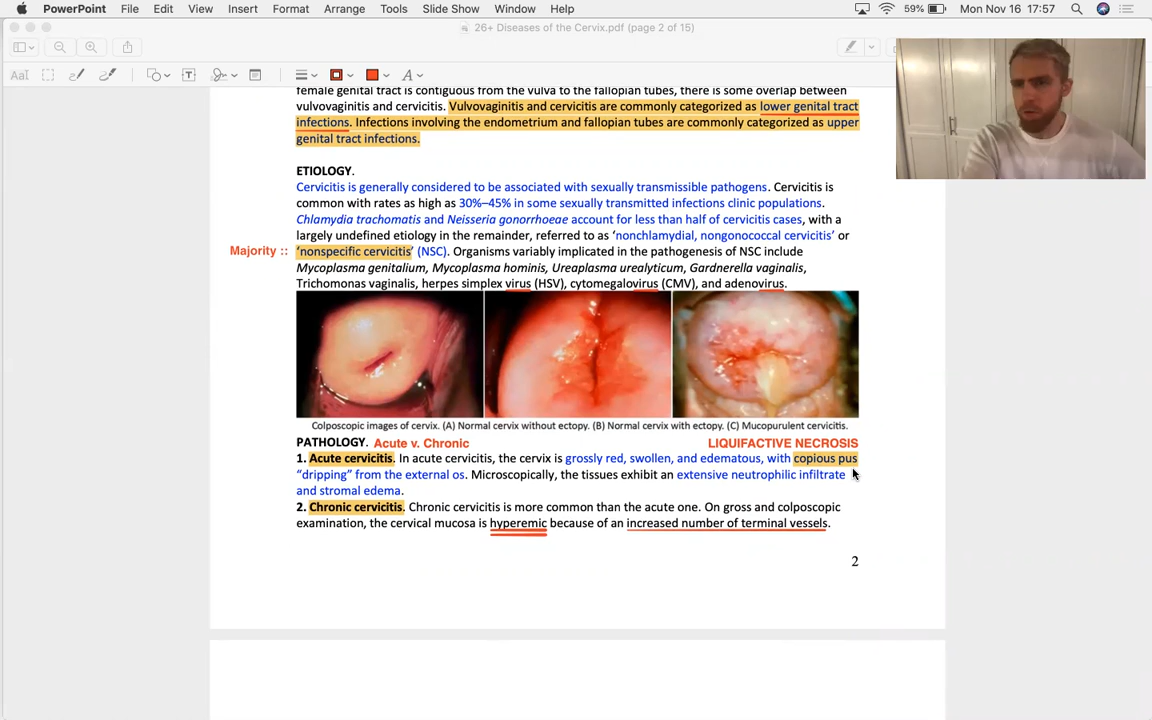 PowerPoint File Edit View Insert Format Arrange Tools Slide Show Window Help 59% Mon Nov 16 17:57
26+ Diseases of the Cervix.pdf (page 2 of 15)
AaI T A
female genital tract is contiguous from the vulva to the fallopian tubes, there is some overlap between
vulvovaginitis and cervicitis. Vulvovaginitis and cervicitis are commonly categorized as lower genital tract
infections. Infections involving the endometrium and fallopian tubes are commonly categorized as upper
genital tract infections.
ETIOLOGY.
Cervicitis is generally considered to be associated with sexually transmissible pathogens. Cervicitis is
common with rates as high as 30%–45% in some sexually transmitted infections clinic populations.
Chlamydia trachomatis and Neisseria gonorrhoeae account for less than half of cervicitis cases, with a
largely undefined etiology in the remainder, referred to as ‘nonchlamydial, nongonococcal cervicitis’ or
Majority :: ‘nonspecific cervicitis’ (NSC). Organisms variably implicated in the pathogenesis of NSC include
Mycoplasma genitalium, Mycoplasma hominis, Ureaplasma urealyticum, Gardnerella vaginalis,
Trichomonas vaginalis, herpes simplex virus (HSV), cytomegalovirus (CMV), and adenovirus.
Colposcopic images of cervix. (A) Normal cervix without ectopy. (B) Normal cervix with ectopy. (C) Mucopurulent cervicitis.
PATHOLOGY. Acute v. Chronic LIQUIFACTIVE NECROSIS
1. Acute cervicitis. In acute cervicitis, the cervix is grossly red, swollen, and edematous, with copious pus
“dripping” from the external os. Microscopically, the tissues exhibit an extensive neutrophilic infiltrate
and stromal edema.
2. Chronic cervicitis. Chronic cervicitis is more common than the acute one. On gross and colposcopic
examination, the cervical mucosa is hyperemic because of an increased number of terminal vessels.
2